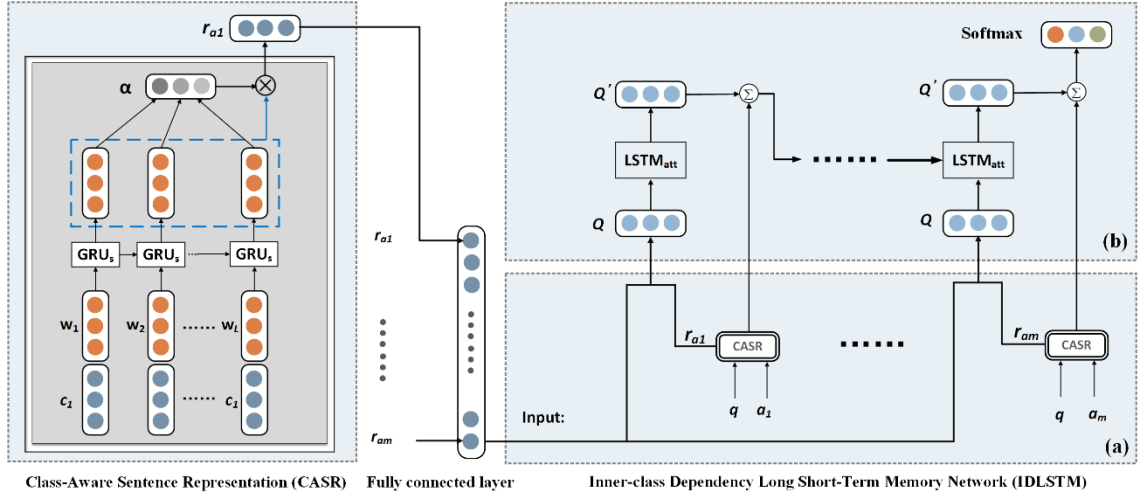 r_a1
α
GRU_s GRU_s GRU_s
w_1 w_2 ...... w_L
c_1 ...... c_1
Class-Aware Sentence Representation (CASR)
r_a1
r_am
Fully connected layer
Softmax
Q' Σ Q' Σ
LSTM_att ...... LSTM_att
Q Q
(b)
r_a1 CASR ...... r_am CASR
q a_1 q a_m
Input:
(a)
Inner-class Dependency Long Short-Term Memory Network (IDLSTM)